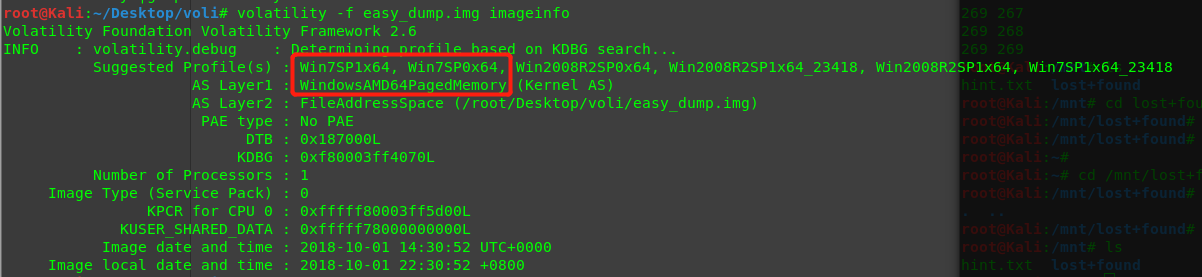 root@Kali:~/Desktop/voli# volatility -f easy_dump.img imageinfo
Volatility Foundation Volatility Framework 2.6
INFO    : volatility.debug    : Determining profile based on KDBG search...
Suggested Profile(s) : Win7SP1x64, Win7SP0x64, Win2008R2SP0x64, Win2008R2SP1x64_23418, Win2008R2SP1x64, Win7SP1x64_23418
AS Layer1 : WindowsAMD64PagedMemory (Kernel AS)
AS Layer2 : FileAddressSpace (/root/Desktop/voli/easy_dump.img)
PAE type : No PAE
DTB : 0x187000L
KDBG : 0xf80003ff4070L
Number of Processors : 1
Image Type (Service Pack) : 0
KPCR for CPU 0 : 0xfffff80003ff5d00L
KUSER_SHARED_DATA : 0xfffff78000000000L
Image date and time : 2018-10-01 14:30:52 UTC+0000
Image local date and time : 2018-10-01 22:30:52 +0800
269 267
269 268
269 269
hint.txt  lost+found
root@Kali:/mnt# cd lost+fou
root@Kali:/mnt/lost+found#
root@Kali:/mnt/lost+found#
root@Kali:~#
root@Kali:~# cd /mnt/lost+f
root@Kali:/mnt/lost+found#
.  ..
root@Kali:/mnt/lost+found#
root@Kali:/mnt# ls
hint.txt  lost+found